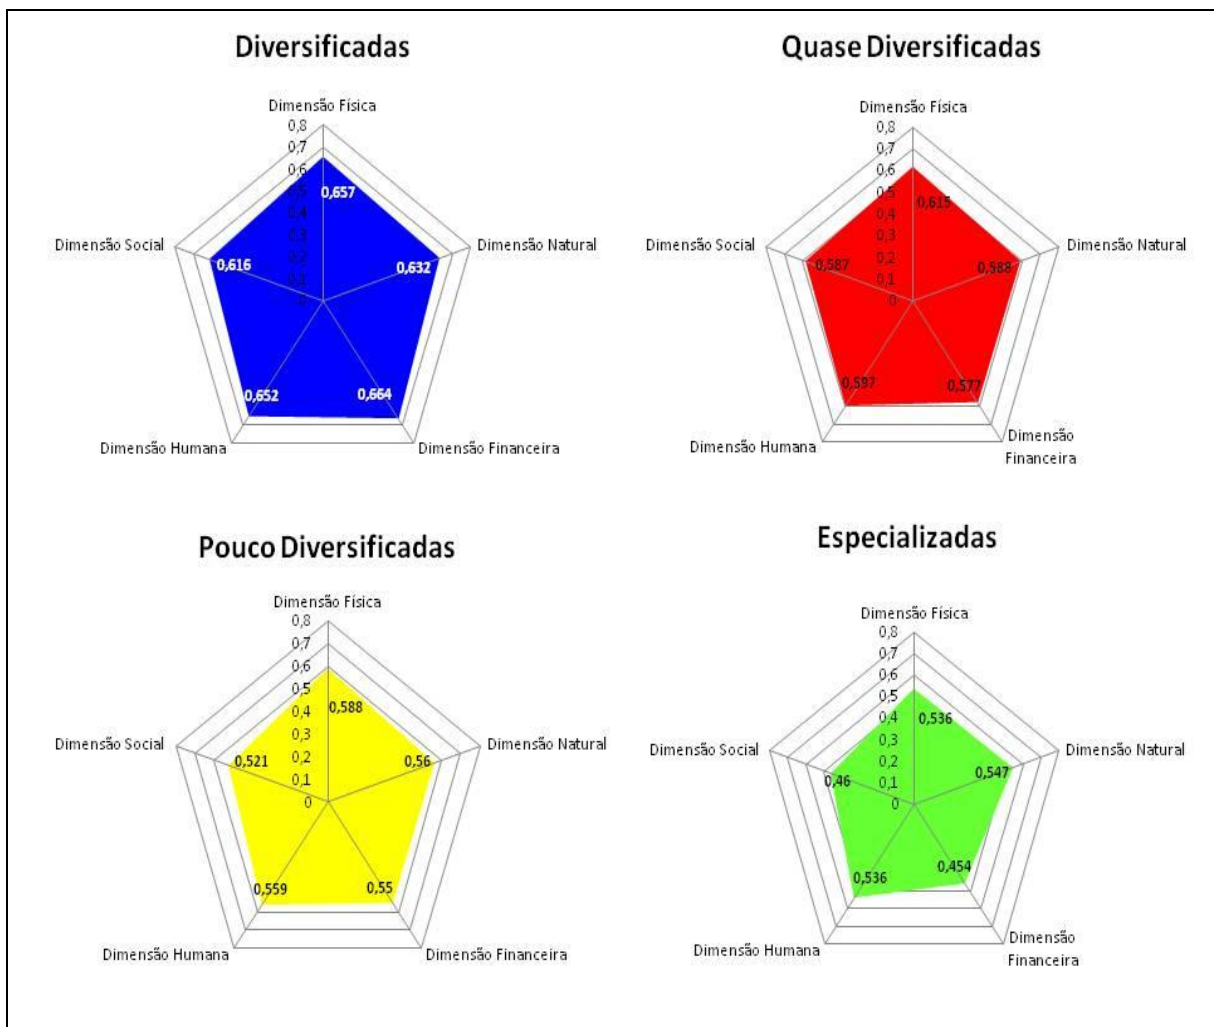 Diversificadas
Dimensão Física
0,8
0,7
0,6
0,5
0,4
0,3
0,2
0,1
0
0,657
Dimensão Social
Dimensão Natural
0,616
0,632
0,652
0,664
Dimensão Humana
Dimensão Financeira
Quase Diversificadas
Dimensão Física
0,8
0,7
0,6
0,5
0,4
0,3
0,2
0,1
0
0,615
Dimensão Social
Dimensão Natural
0,587
0,588
0,597
0,577
Dimensão Humana
Dimensão
Financeira
Pouco Diversificadas
Dimensão Física
0,8
0,7
0,6
0,5
0,4
0,3
0,2
0,1
0
0,588
Dimensão Social
Dimensão Natural
0,521
0,56
0,559
0,55
Dimensão Humana
Dimensão Financeira
Especializadas
Dimensão Física
0,8
0,7
0,6
0,5
0,4
0,3
0,2
0,1
0
0,536
Dimensão Social
Dimensão Natural
0,46
0,547
0,536
0,454
Dimensão Humana
Dimensão
Financeira